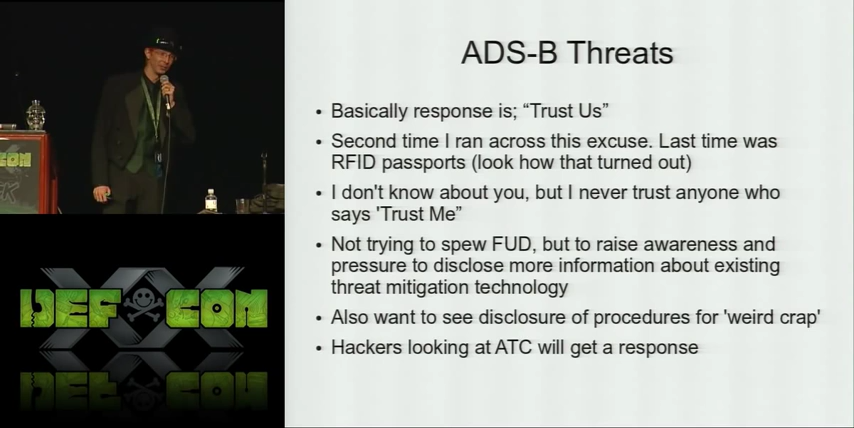 ADS-B Threats
• Basically response is; “Trust Us”
• Second time I ran across this excuse. Last time was
RFID passports (look how that turned out)
• I don't know about you, but I never trust anyone who
says 'Trust Me”
• Not trying to spew FUD, but to raise awareness and
pressure to disclose more information about existing
threat mitigation technology
• Also want to see disclosure of procedures for 'weird crap'
• Hackers looking at ATC will get a response
DEF CON
XX